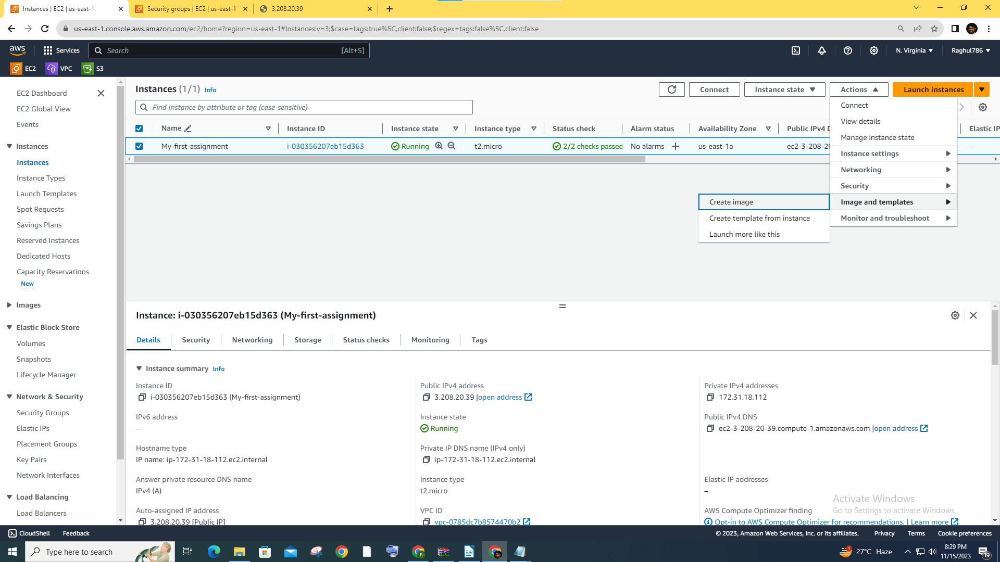 Instances | EC2 | us-east-1
Security groups | EC2 | us-east-1
3.208.20.39
us-east-1.console.aws.amazon.com/ec2/home?region=us-east-1#Instances:v=3;$case=tags:true%5C,client:false;$regex=tags:false%5C,client:false
aws
Services
Search
[Alt+S]
N. Virginia
Raghul786
EC2
VPC
S3
EC2 Dashboard
EC2 Global View
Events
Instances
Instances
Instance Types
Launch Templates
Spot Requests
Savings Plans
Reserved Instances
Dedicated Hosts
Capacity Reservations
New
Images
Elastic Block Store
Volumes
Snapshots
Lifecycle Manager
Network & Security
Security Groups
Elastic IPs
Placement Groups
Key Pairs
Network Interfaces
Load Balancing
Load Balancers
Instances (1/1) Info
Connect
Instance state
Actions
Launch instances
Find Instance by attribute or tag (case-sensitive)
Name
Instance ID
Instance state
Instance type
Status check
Alarm status
Availability Zone
Public IPv4 D
Elastic IP
My-first-assignment
i-030356207eb15d363
Running
t2.micro
2/2 checks passed
No alarms
us-east-1a
ec2-3-208-20
–
Connect
View details
Manage instance state
Instance settings
Networking
Security
Image and templates
Monitor and troubleshoot
Create image
Create template from instance
Launch more like this
Instance: i-030356207eb15d363 (My-first-assignment)
Details
Security
Networking
Storage
Status checks
Monitoring
Tags
Instance summary Info
Instance ID
i-030356207eb15d363 (My-first-assignment)
Public IPv4 address
3.208.20.39 |open address
Private IPv4 addresses
172.31.18.112
IPv6 address
–
Instance state
Running
Public IPv4 DNS
ec2-3-208-20-39.compute-1.amazonaws.com |open address
Hostname type
IP name: ip-172-31-18-112.ec2.internal
Private IP DNS name (IPv4 only)
ip-172-31-18-112.ec2.internal
Answer private resource DNS name
IPv4 (A)
Instance type
t2.micro
Elastic IP addresses
–
Auto-assigned IP address
3.208.20.39 [Public IP]
VPC ID
vpc-0785dc7b8574470b2
AWS Compute Optimizer finding
Opt-in to AWS Compute Optimizer for recommendations. | Learn more
Activate Windows
Go to Settings to activate Windows.
CloudShell
Feedback
© 2023, Amazon Web Services, Inc. or its affiliates.
Privacy
Terms
Cookie preferences
Type here to search
27°C Haze
8:29 PM
11/15/2023
19